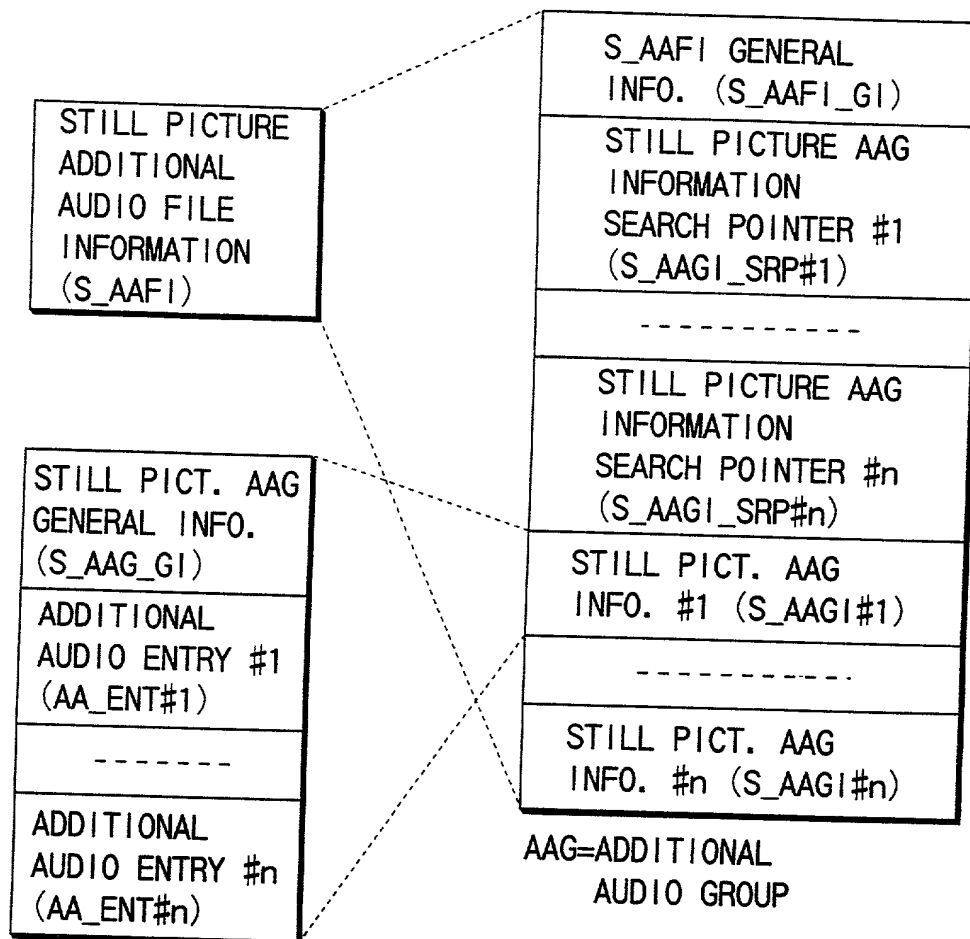 STILL PICTURE
ADDITIONAL
AUDIO FILE
INFORMATION
(S_AAFI)
S_AAFI GENERAL
INFO. (S_AAFI_GI)
STILL PICTURE AAG
INFORMATION
SEARCH POINTER #1
(S_AAGI_SRP#1)
-----------
STILL PICTURE AAG
INFORMATION
SEARCH POINTER #n
(S_AAGI_SRP#n)
STILL PICT. AAG
INFO. #1 (S_AAGI#1)
-----------
STILL PICT. AAG
INFO. #n (S_AAGI#n)
STILL PICT. AAG
GENERAL INFO.
(S_AAG_GI)
ADDITIONAL
AUDIO ENTRY #1
(AA_ENT#1)
-------
ADDITIONAL
AUDIO ENTRY #n
(AA_ENT#n)
AAG=ADDITIONAL
AUDIO GROUP